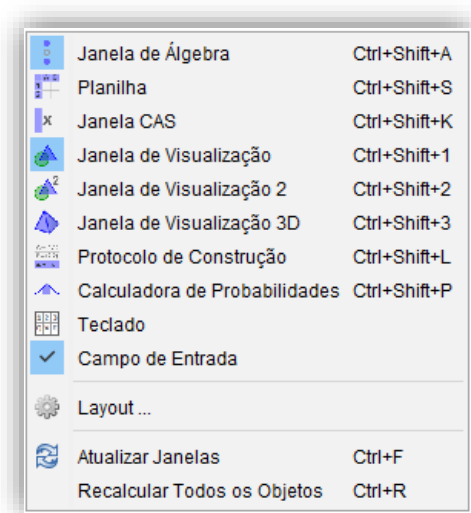 Janela de Álgebra Ctrl+Shift+A
Planilha Ctrl+Shift+S
Janela CAS Ctrl+Shift+K
Janela de Visualização Ctrl+Shift+1
Janela de Visualização 2 Ctrl+Shift+2
Janela de Visualização 3D Ctrl+Shift+3
Protocolo de Construção Ctrl+Shift+L
Calculadora de Probabilidades Ctrl+Shift+P
Teclado
Campo de Entrada
Layout ...
Atualizar Janelas Ctrl+F
Recalcular Todos os Objetos Ctrl+R